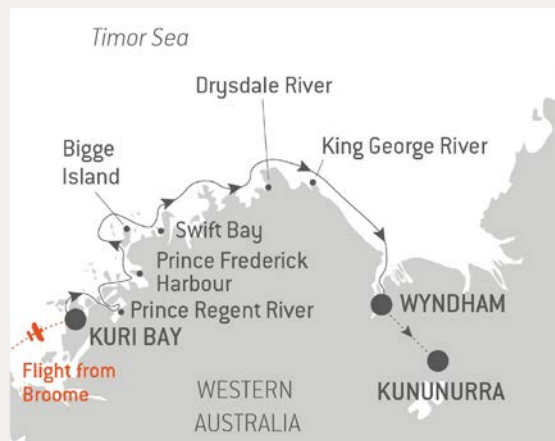 Timor Sea
Drysdale River
King George River
Bigge
Island
Swift Bay
Prince Frederick
Harbour
Prince Regent River
WYNDHAM
KURI BAY
Flight from
Broome
KUNUNURRA
WESTERN
AUSTRALIA